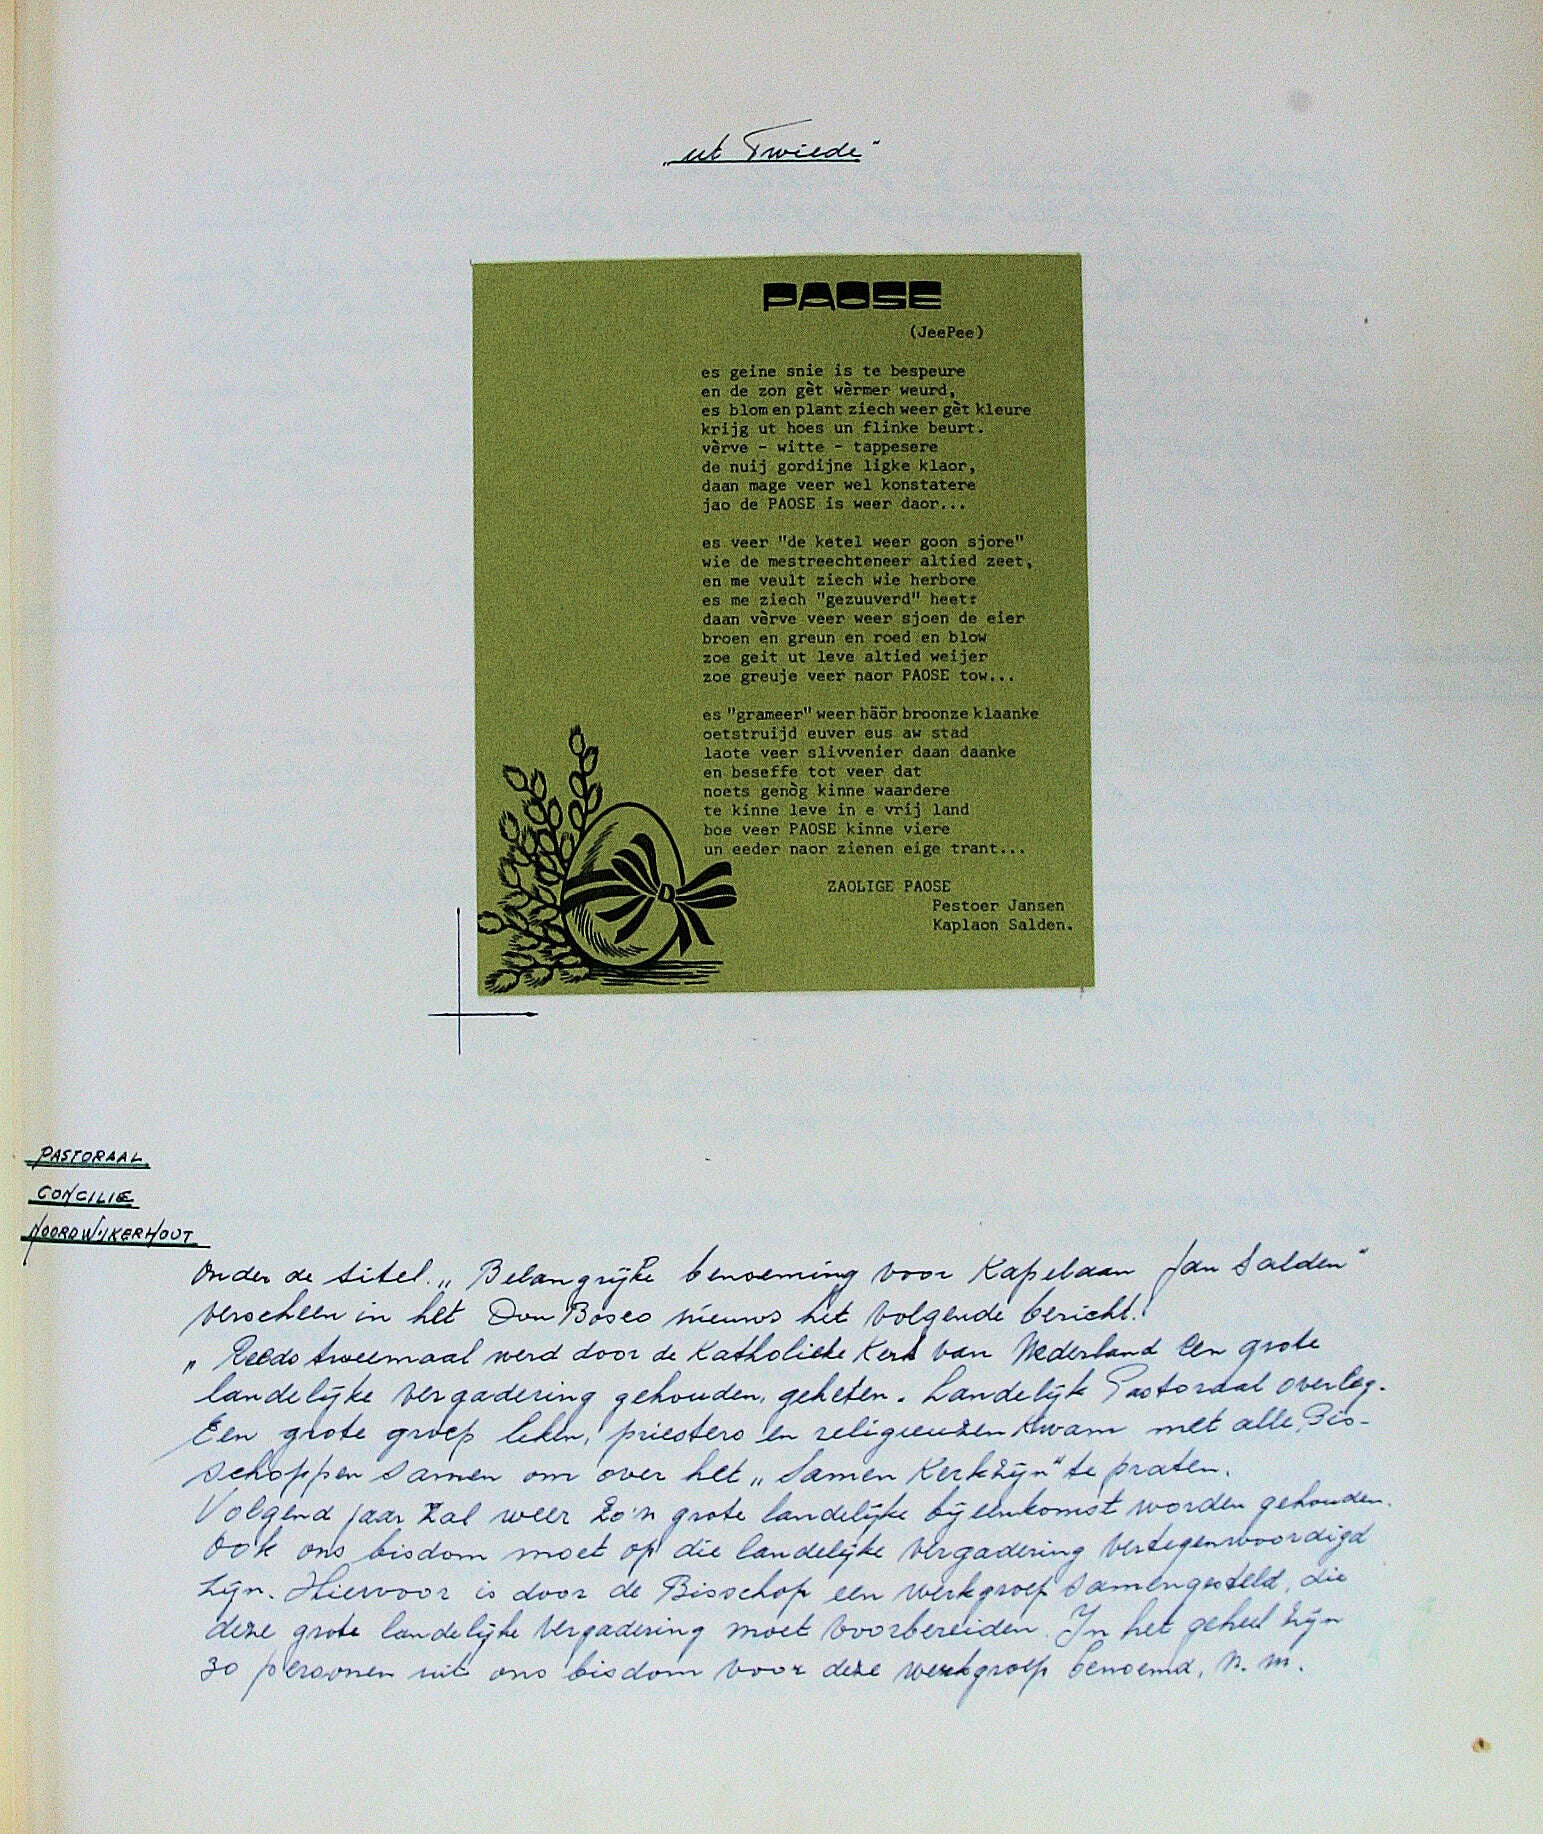 „ut Twiede"
PAOSE
(JeePee)
es geine snie is te bespeure
en de zon gèt wèrmer weurd,
es blom en plant ziech weer gèt kleure
krijg ut hoes un flinke beurt.
vèrve - witte - tappesere
de nuij gordijne ligke klaor,
daan mage veer wel konstatere
jao de PAOSE is weer daor...
es veer "de ketel weer goon sjore"
wie de mestreechteneer altied zeet,
en me veult ziech wie herbore
es me ziech "gezuuverd" heet:
daan vèrve veer weer sjoen de eier
broen en greun en roed en blow
zoe geit ut leve altied weijer
zoe greuje veer naor PAOSE tow...
es "grameer" weer häör broonze klaanke
oetstruijd euver eus aw stad
laote veer slivvenier daan daanke
en beseffe tot veer dat
noets genòg kinne waardere
te kinne leve in e vrij land
boe veer PAOSE kinne viere
un eeder naor zienen eige trant...
ZAOLIGE PAOSE
Pestoer Jansen
Kaplaon Salden.
PASTORAAL
CONCILIE
NOORDWIJKERHOUT
Onder de titel. „Belangrijke benoeming voor Kapelaan Jan Salden"
verscheen in het Don Bosco nieuws het volgende bericht:
„Reeds tweemaal werd door de Katholieke Kerk van Nederland een grote
landelijke vergadering gehouden, geheten. Landelijk Pastoraal overleg.
Een grote groep leken, priesters en religieuzen kwam met alle Bis-
schoppen samen om over het „Samen Kerk zijn" te praten.
Volgend jaar zal weer zo'n grote landelijke bijeenkomst worden gehouden.
Ook ons bisdom moet op die landelijke vergadering vertegenwoordigd
zijn. Hiervoor is door de Bisschop een werkgroep samengesteld, die
deze grote landelijke vergadering moet voorbereiden. In het geheel zijn
30 personen uit ons bisdom voor deze werkgroep benoemd, n.m.